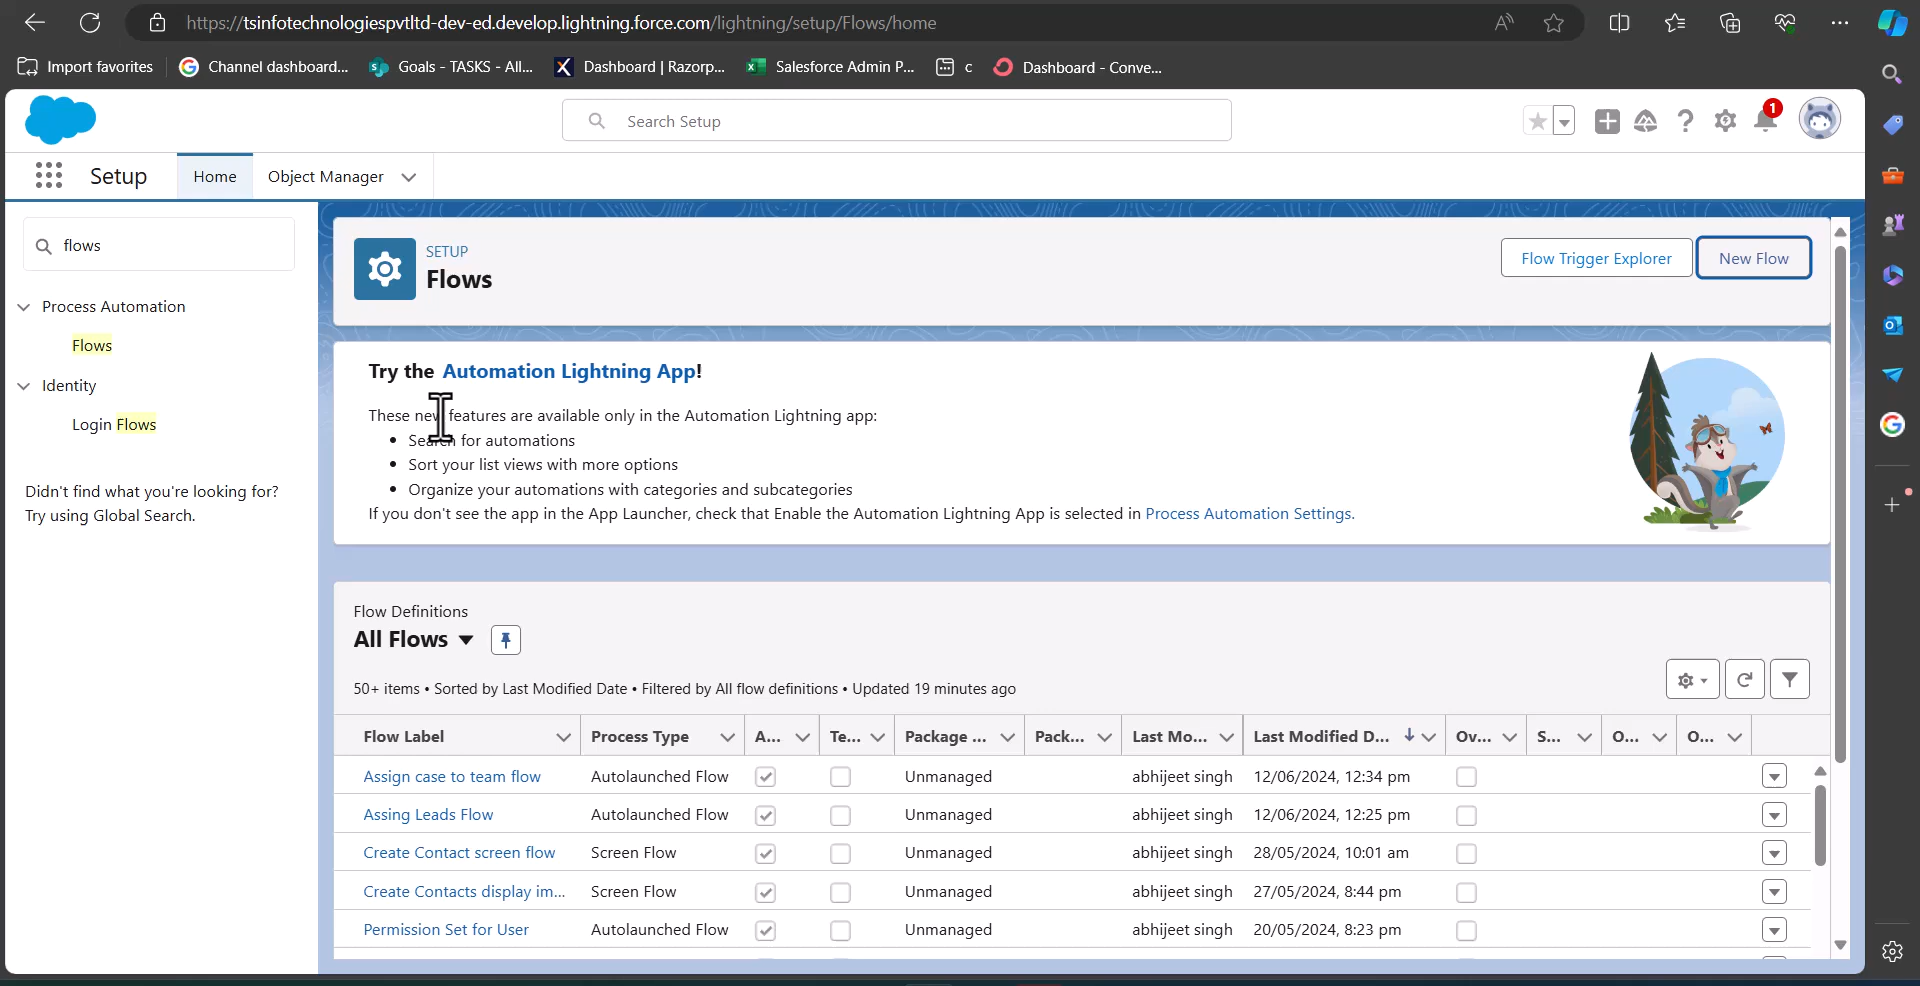 https://tsinfotechnologiespvtltd-dev-ed.develop.lightning.force.com/lightning/setup/Flows/home
Import favorites
Channel dashboard...
Goals - TASKS - All...
Dashboard | Razorp...
Salesforce Admin P...
c
Dashboard - Conve...
Search Setup
1
Setup
Home
Object Manager
flows
Process Automation
Flows
Identity
Login Flows
Didn't find what you're looking for?
Try using Global Search.
SETUP
Flows
Flow Trigger Explorer
New Flow
Try the Automation Lightning App!
These new features are available only in the Automation Lightning app:
• Search for automations
• Sort your list views with more options
• Organize your automations with categories and subcategories
If you don't see the app in the App Launcher, check that Enable the Automation Lightning App is selected in Process Automation Settings.
Flow Definitions
All Flows
50+ items • Sorted by Last Modified Date • Filtered by All flow definitions • Updated 19 minutes ago
Flow Label Process Type A... Te... Package ... Pack... Last Mo... Last Modified D... Ov... S... O... O...
Assign case to team flow Autolaunched Flow Unmanaged abhijeet singh 12/06/2024, 12:34 pm
Assing Leads Flow Autolaunched Flow Unmanaged abhijeet singh 12/06/2024, 12:25 pm
Create Contact screen flow Screen Flow Unmanaged abhijeet singh 28/05/2024, 10:01 am
Create Contacts display im... Screen Flow Unmanaged abhijeet singh 27/05/2024, 8:44 pm
Permission Set for User Autolaunched Flow Unmanaged abhijeet singh 20/05/2024, 8:23 pm